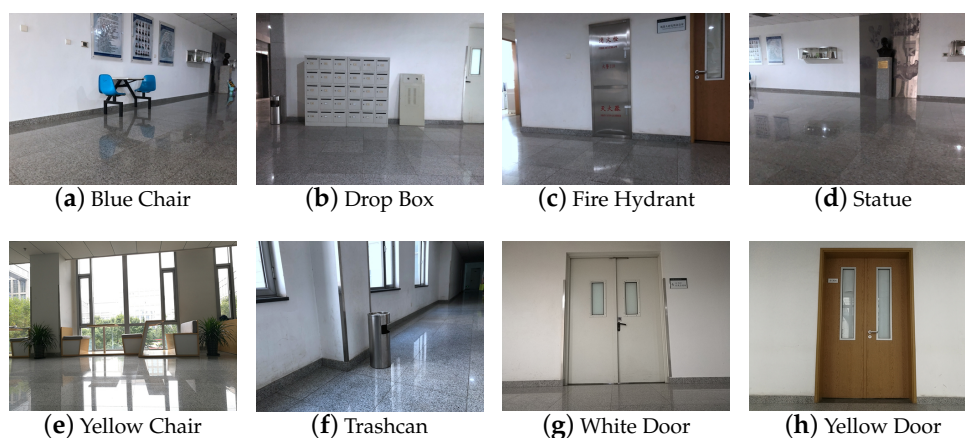 (a) Blue Chair
(b) Drop Box
(c) Fire Hydrant
(d) Statue
(e) Yellow Chair
(f) Trashcan
(g) White Door
(h) Yellow Door